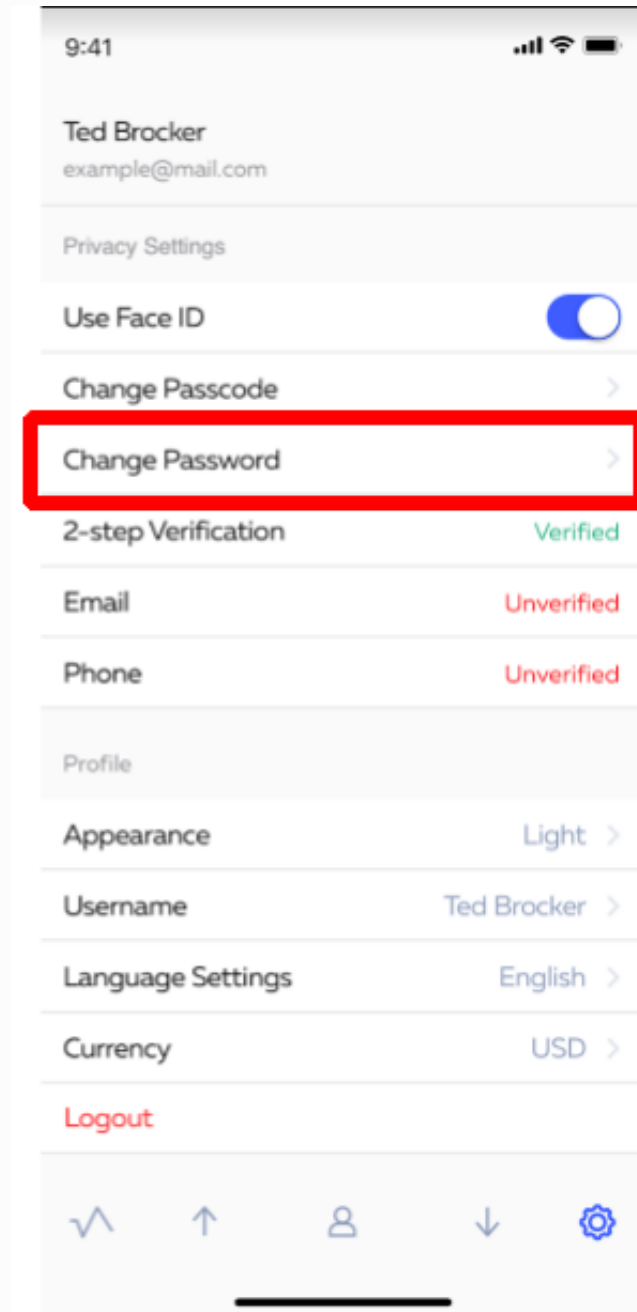 9:41
Ted Brocker
example@mail.com
Privacy Settings
Use Face ID
Change Passcode
Change Password
2-step Verification Verified
Email Unverified
Phone Unverified
Profile
Appearance Light
Username Ted Brocker
Language Settings English
Currency USD
Logout